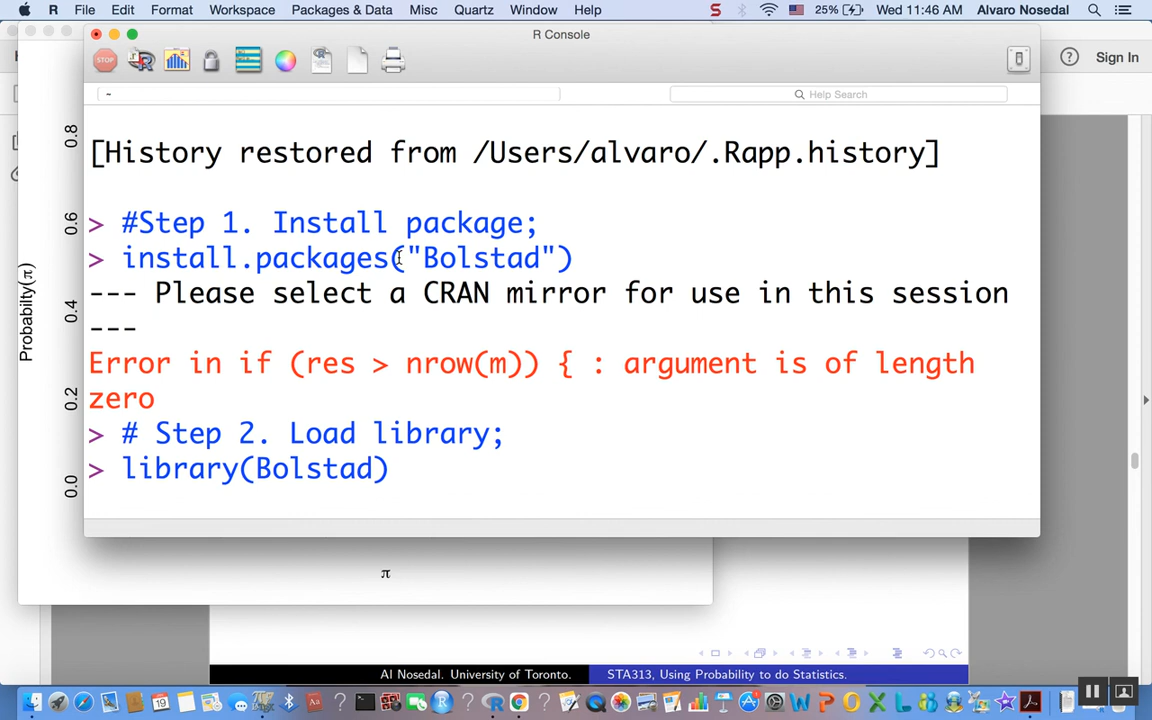 R File Edit Format Workspace Packages & Data Misc Quartz Window Help 25% Wed 11:46 AM Alvaro Nosedal
R Console
Sign In
STOP
~
Help Search
[History restored from /Users/alvaro/.Rapp.history]
> #Step 1. Install package;
> install.packages("Bolstad")
--- Please select a CRAN mirror for use in this session
---
Error in if (res > nrow(m)) { : argument is of length
zero
> # Step 2. Load library;
> library(Bolstad)
0.8
0.6
0.4
0.2
0.0
Probabilty(π)
π
Al Nosedal. University of Toronto. STA313, Using Probability to do Statistics.